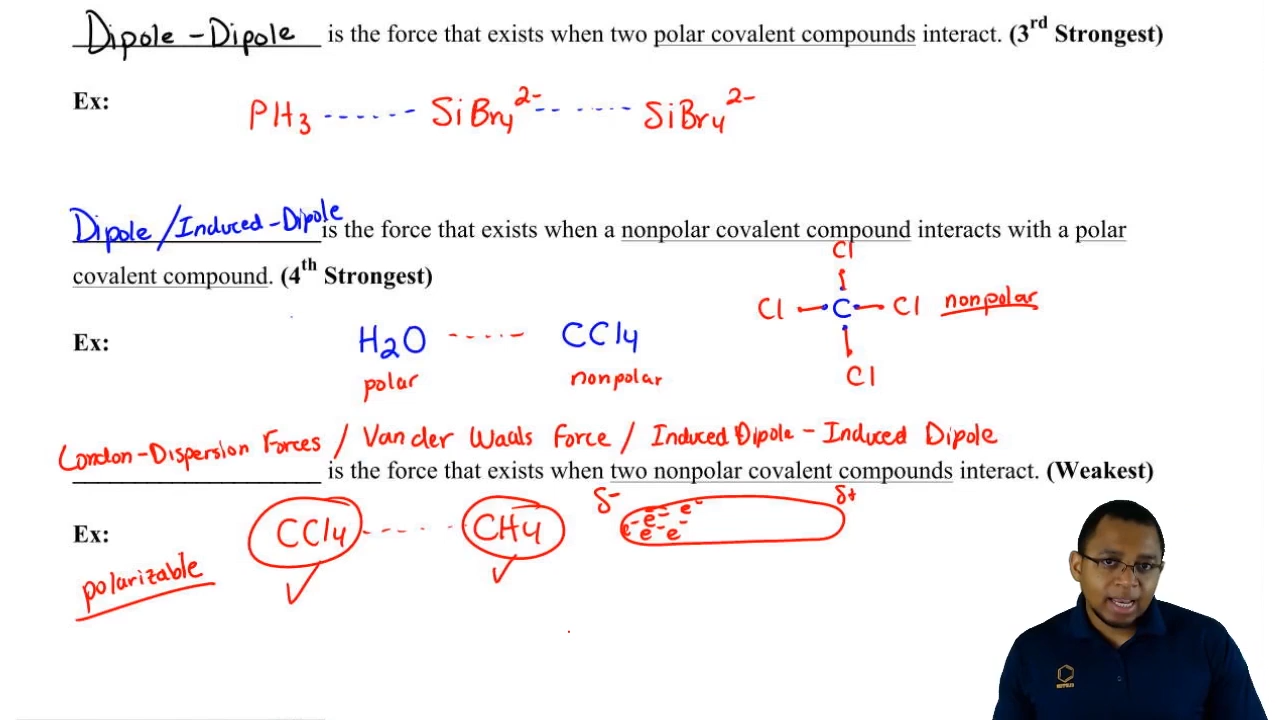 Dipole-Dipole is the force that exists when two polar covalent compounds interact. (3rd Strongest)
Ex: PH3 ------ SiBr4 2- ------ SiBr4 2-
Dipole/Induced-Dipole is the force that exists when a nonpolar covalent compound interacts with a polar
covalent compound. (4th Strongest)
Cl
Cl C Cl nonpolar
Cl
Ex: H2O ----- CCl4
polar nonpolar
London-Dispersion Forces / Van der Waals Force / Induced Dipole - Induced Dipole
is the force that exists when two nonpolar covalent compounds interact. (Weakest)
δ- δ+
Ex: CCl4 ----- CH4 e- e- e- e- e- e-
polarizable